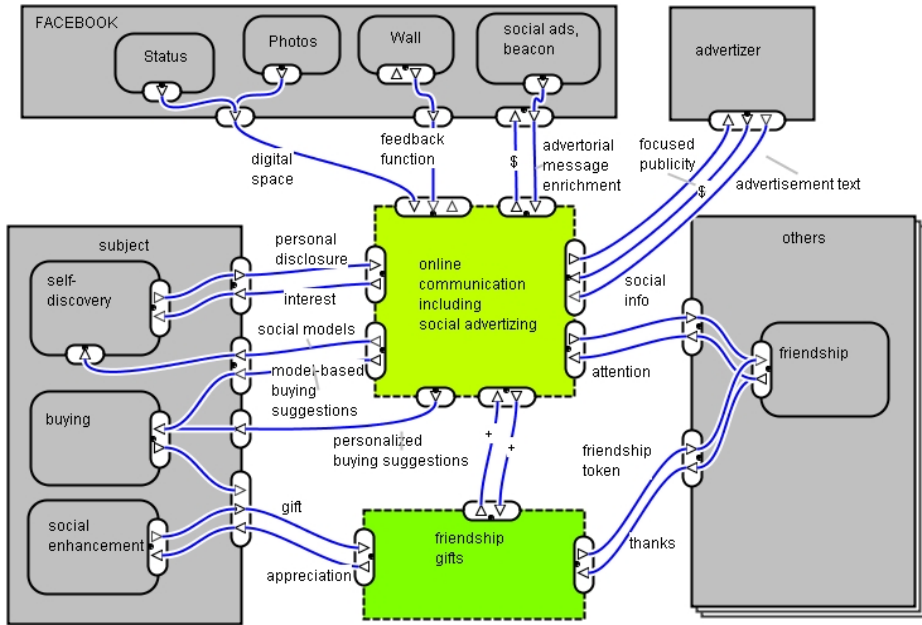 FACEBOOK
Status
Photos
Wall
social ads,
beacon
advertizer
digital
space
feedback
function
$
advertorial
message
enrichment
focused
publicity
$
advertisement text
subject
self-
discovery
personal
disclosure
interest
social models
model-based
buying
suggestions
online
communication
including
social advertizing
social
info
attention
others
friendship
buying
personalized
buying suggestions
+
+
friendship
token
social
enhancement
gift
appreciation
friendship
gifts
thanks